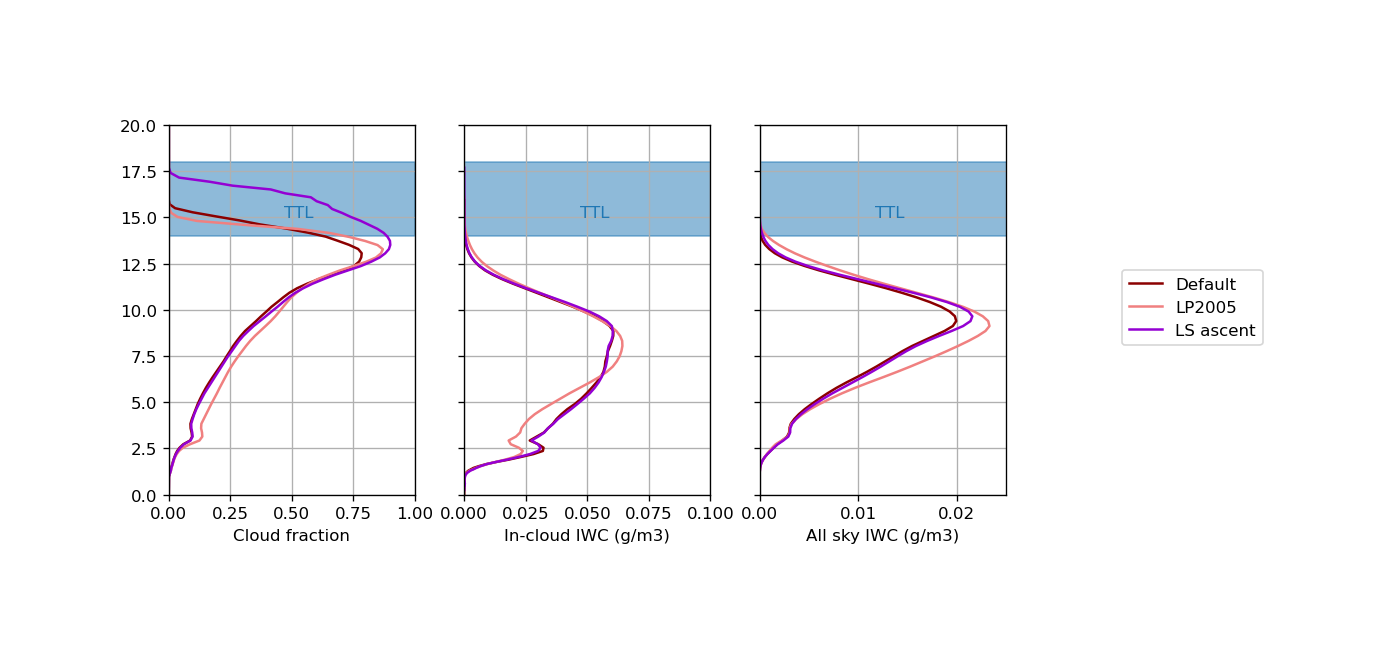 20.0
17.5
15.0
12.5
10.0
7.5
5.0
2.5
0.0
TTL
TTL
TTL
0.00 0.25 0.50 0.75 1.00
0.000 0.025 0.050 0.075 0.100
0.00 0.01 0.02
Cloud fraction
In-cloud IWC (g/m3)
All sky IWC (g/m3)
Default
LP2005
LS ascent